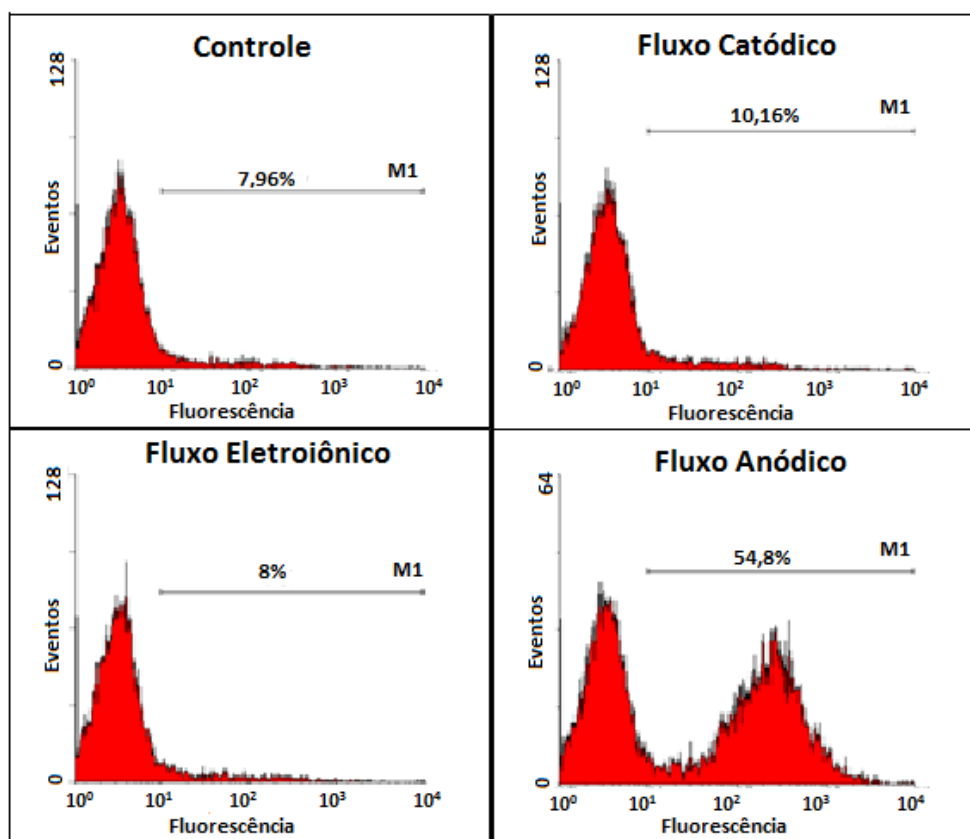 Controle
128
7,96%
M1
Eventos
0
10⁰ 10¹ 10² 10³ 10⁴
Fluorescência
Fluxo Catódico
128
10,16%
M1
Eventos
0
10⁰ 10¹ 10² 10³ 10⁴
Fluorescência
Fluxo Eletroiônico
128
8%
M1
Eventos
0
10⁰ 10¹ 10² 10³ 10⁴
Fluorescência
Fluxo Anódico
64
54,8%
M1
Eventos
0
10⁰ 10¹ 10² 10³ 10⁴
Fluorescência